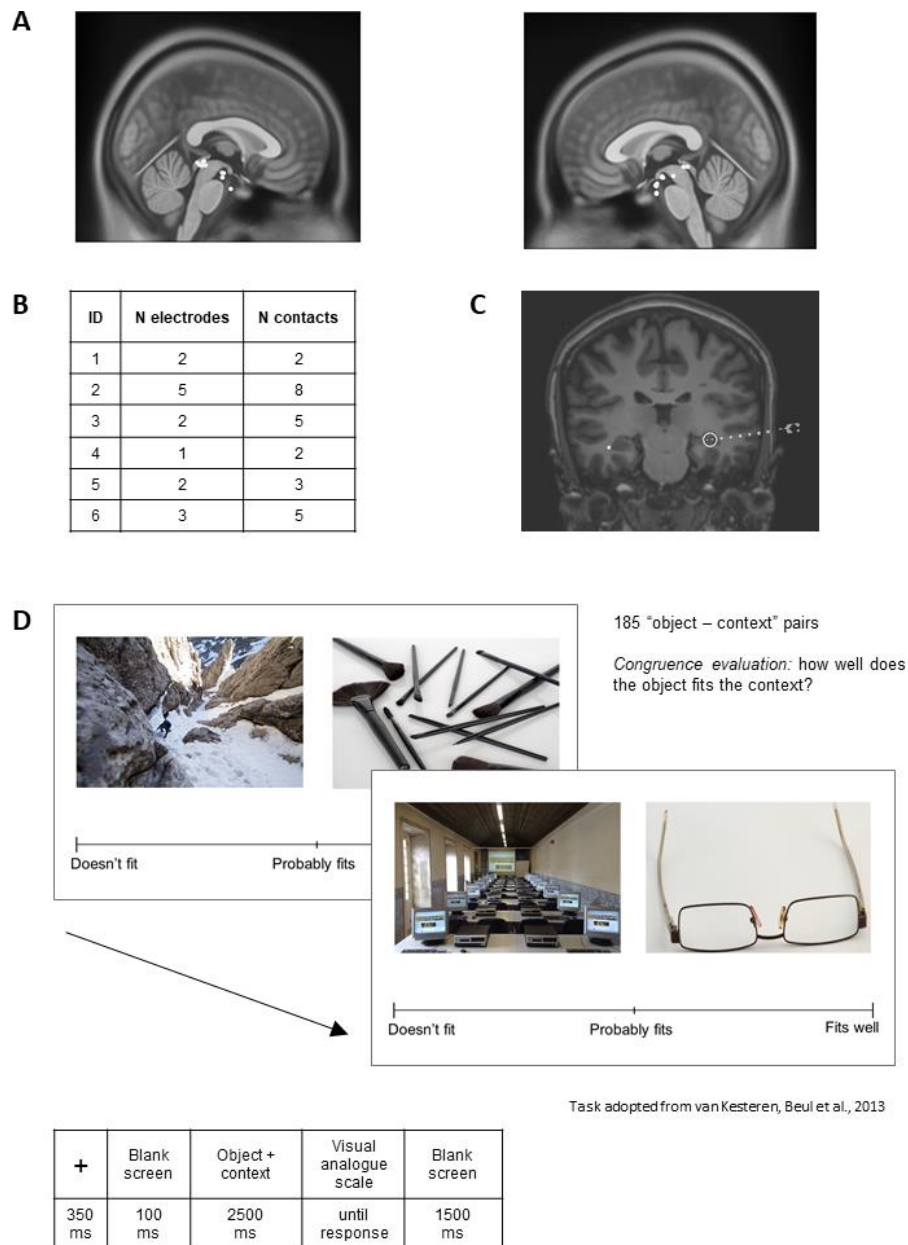 A
B
ID N electrodes N contacts
1 2 2
2 5 8
3 2 5
4 1 2
5 2 3
6 3 5
C
D
185 “object – context” pairs
Congruence evaluation: how well does
the object fits the context?
Doesn't fit Probably fits
Doesn't fit Probably fits Fits well
Task adopted from van Kesteren, Beul et al., 2013
+ Blank screen Object + context Visual analogue scale Blank screen
350 ms 100 ms 2500 ms until response 1500 ms